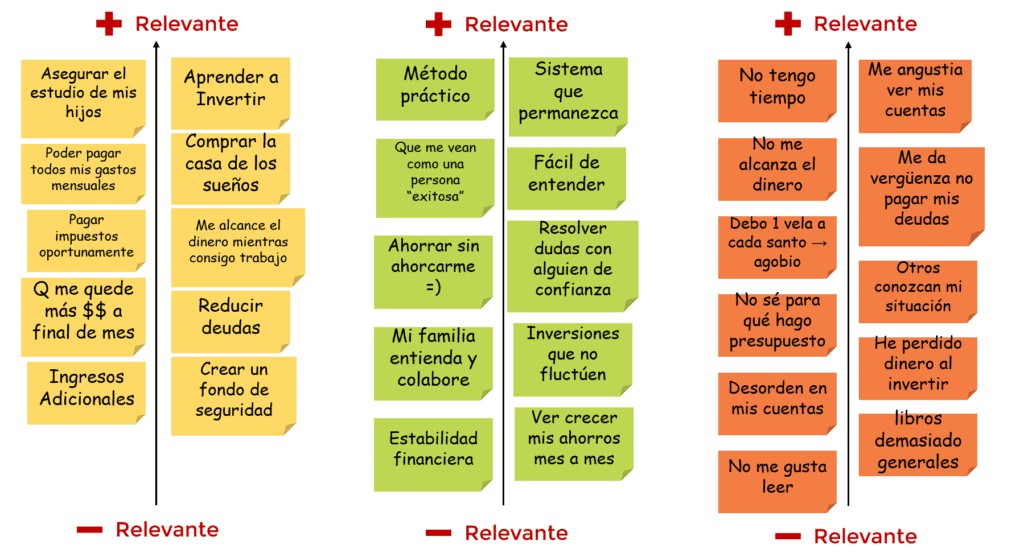 + Relevante
Asegurar el
estudio de mis
hijos
Poder pagar
todos mis gastos
mensuales
Pagar
impuestos
oportunamente
Q me quede
más $$ a
final de mes
Ingresos
Adicionales
Aprender a
Invertir
Comprar la
casa de los
sueños
Me alcance el
dinero mientras
consigo trabajo
Reducir
deudas
Crear un
fondo de
seguridad
− Relevante
+ Relevante
Método
práctico
Que me vean
como una
persona
“exitosa”
Ahorrar sin
ahorcarme
=)
Mi familia
entienda y
colabore
Estabilidad
financiera
Sistema
que
permanezca
Fácil de
entender
Resolver
dudas con
alguien de
confianza
Inversiones
que no
fluctúen
Ver crecer
mis ahorros
mes a mes
− Relevante
+ Relevante
No tengo
tiempo
No me
alcanza el
dinero
Debo 1 vela a
cada santo →
agobio
No sé para
qué hago
presupuesto
Desorden en
mis cuentas
No me gusta
leer
Me angustia
ver mis
cuentas
Me da
vergüenza no
pagar mis
deudas
Otros
conozcan mi
situación
He perdido
dinero al
invertir
libros
demasiado
generales
− Relevante